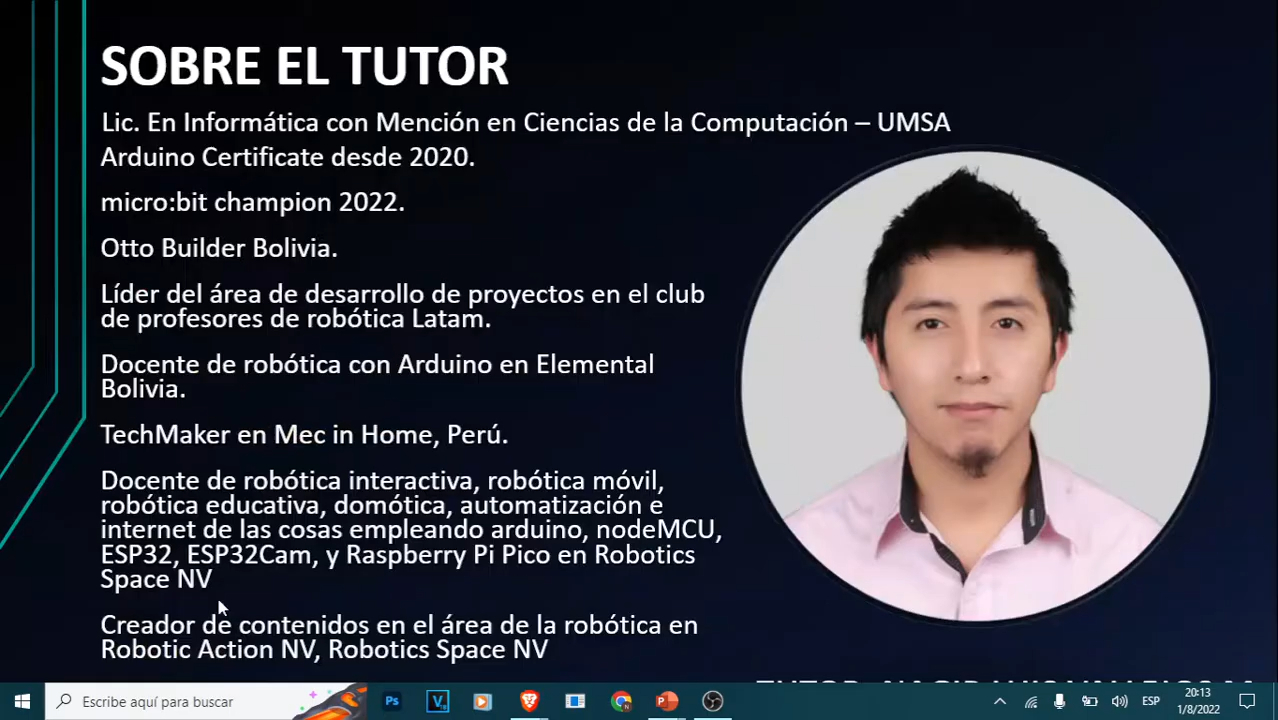 SOBRE EL TUTOR
Lic. En Informática con Mención en Ciencias de la Computación – UMSA
Arduino Certificate desde 2020.
micro:bit champion 2022.
Otto Builder Bolivia.
Líder del área de desarrollo de proyectos en el club
de profesores de robótica Latam.
Docente de robótica con Arduino en Elemental
Bolivia.
TechMaker en Mec in Home, Perú.
Docente de robótica interactiva, robótica móvil,
robótica educativa, domótica, automatización e
internet de las cosas empleando arduino, nodeMCU,
ESP32, ESP32Cam, y Raspberry Pi Pico en Robotics
Space NV
Creador de contenidos en el área de la robótica en
Robotic Action NV, Robotics Space NV
Escribe aquí para buscar
Ps
ESP
20:13
1/8/2022